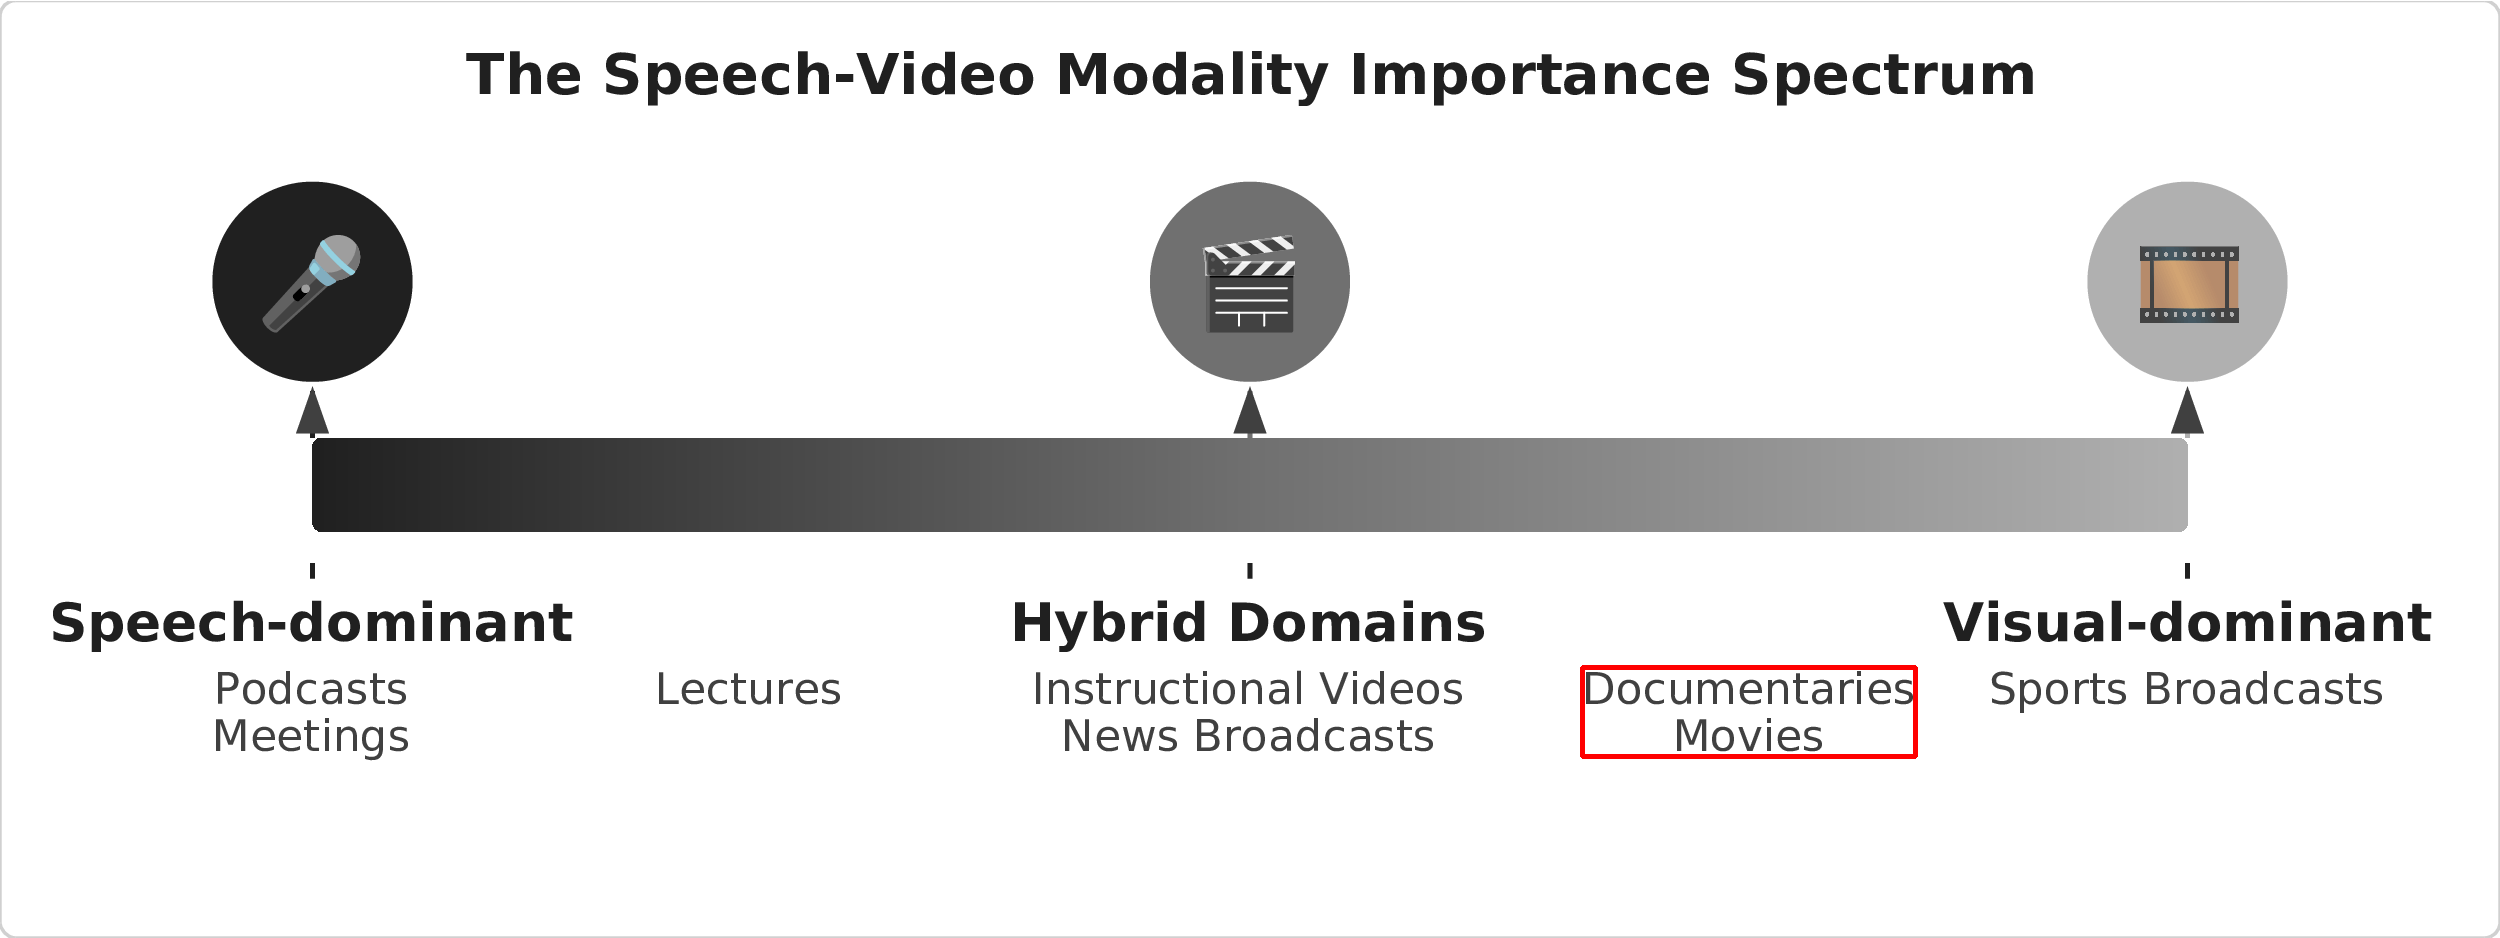 The Speech-Video Modality Importance Spectrum
Speech-dominant
Hybrid Domains
Visual-dominant
Podcasts
Meetings
Lectures
Instructional Videos
News Broadcasts
Documentaries
Movies
Sports Broadcasts